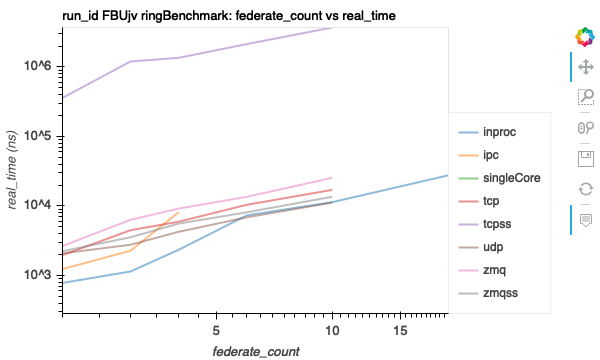 run_id FBUjv ringBenchmark: federate_count vs real_time
real_time (ns)
10^6
10^5
10^4
10^3
5
10
15
federate_count
inproc
ipc
singleCore
tcp
tcpss
udp
zmq
zmqss